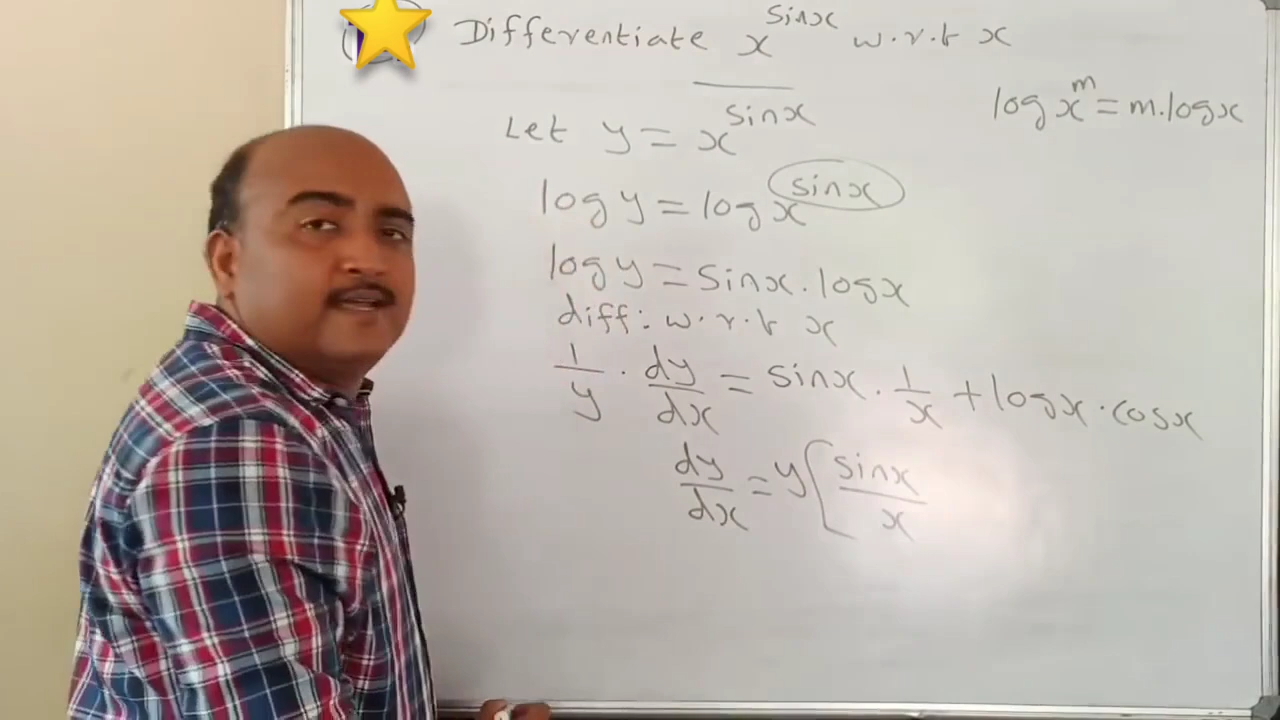 Differentiate x^sinx w.r.t x
log x^m = m.logx
Let y = x^sinx
log y = log x^sinx
log y = sinx . logx
diff: w.r.t x
1/y . dy/dx = sinx . 1/x + logx . cosx
dy/dx = y[ sinx/x